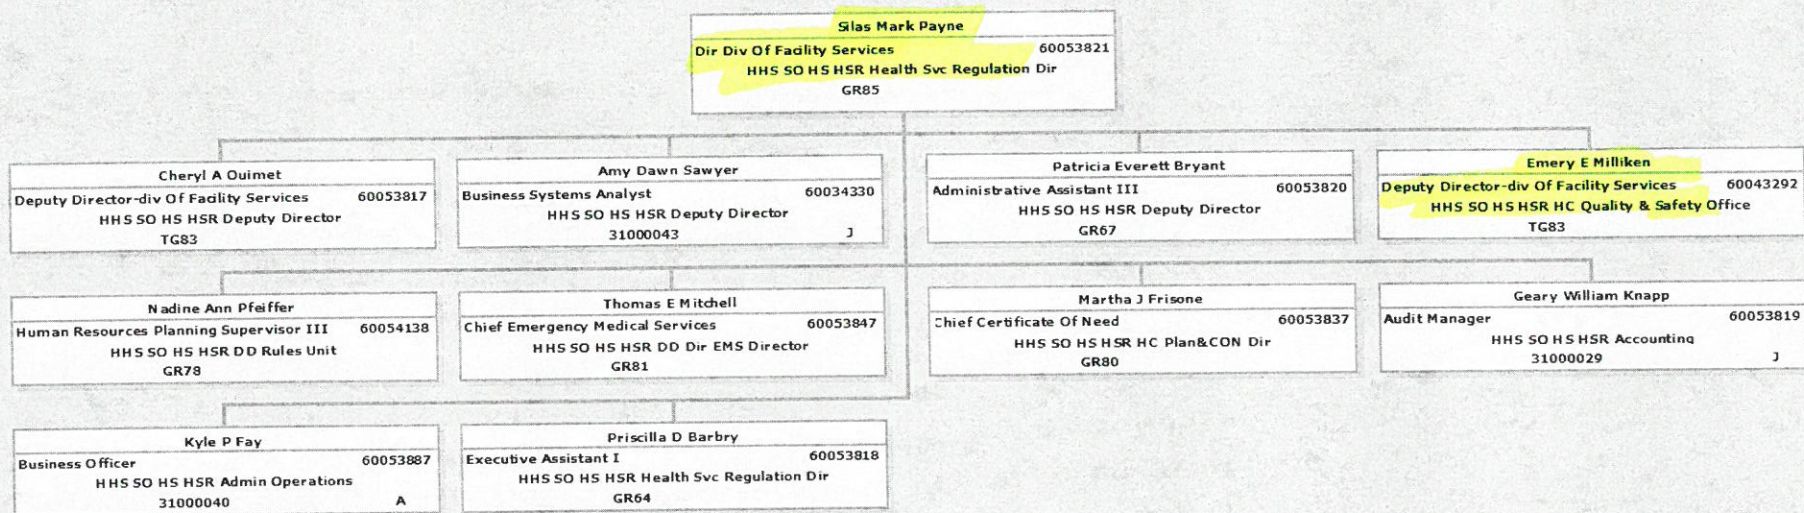 Silas Mark Payne
Dir Div Of Facility Services 60053821
HHS SO HS HSR Health Svc Regulation Dir
GR85
Cheryl A Ouimet
Deputy Director-div Of Facility Services 60053817
HHS SO HS HSR Deputy Director
TG83
Amy Dawn Sawyer
Business Systems Analyst 60034330
HHS SO HS HSR Deputy Director
31000043 J
Patricia Everett Bryant
Administrative Assistant III 60053820
HHS SO HS HSR Deputy Director
GR67
Emery E Milliken
Deputy Director-div Of Facility Services 60043292
HHS SO HS HSR HC Quality & Safety Office
TG83
Nadine Ann Pfeiffer
Human Resources Planning Supervisor III 60054138
HHS SO HS HSR DD Rules Unit
GR78
Thomas E Mitchell
Chief Emergency Medical Services 60053847
HHS SO HS HSR DD Dir EMS Director
GR81
Martha J Frisone
Chief Certificate Of Need 60053837
HHS SO HS HSR HC Plan&CON Dir
GR80
Geary William Knapp
Audit Manager 60053819
HHS SO HS HSR Accounting
31000029 J
Kyle P Fay
Business Officer 60053887
HHS SO HS HSR Admin Operations
31000040 A
Priscilla D Barbry
Executive Assistant I 60053818
HHS SO HS HSR Health Svc Regulation Dir
GR64